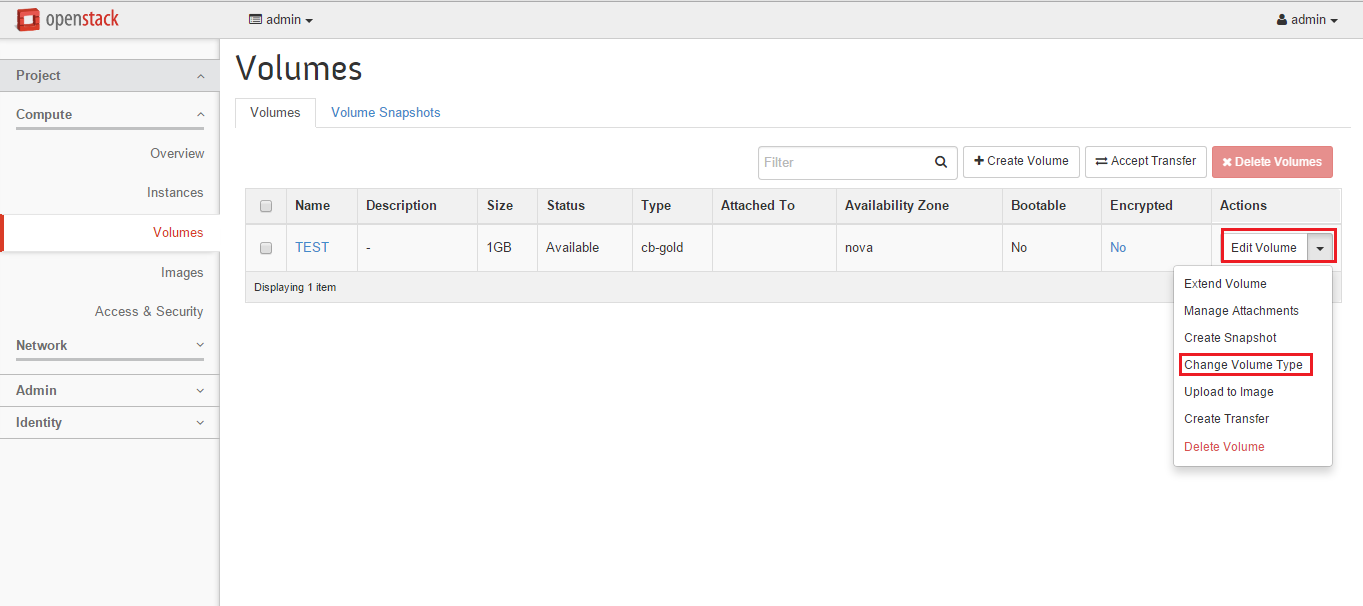 openstack
admin
admin
Project
Compute
Overview
Instances
Volumes
Images
Access & Security
Network
Admin
Identity
Volumes
Volumes Volume Snapshots
Filter Create Volume Accept Transfer Delete Volumes
Name Description Size Status Type Attached To Availability Zone Bootable Encrypted Actions
TEST - 1GB Available cb-gold nova No No Edit Volume
Displaying 1 item
Extend Volume
Manage Attachments
Create Snapshot
Change Volume Type
Upload to Image
Create Transfer
Delete Volume